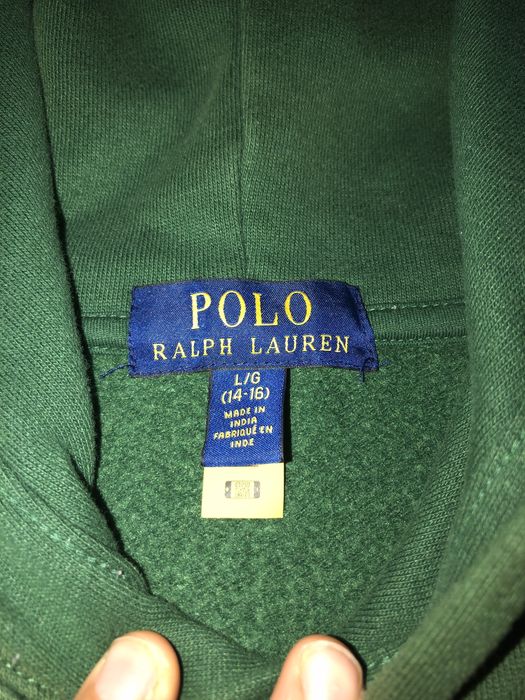 POLO
RALPH LAUREN
L/G
(14-16)
MADE IN
INDIA
FABRIQUÉ EN
INDE